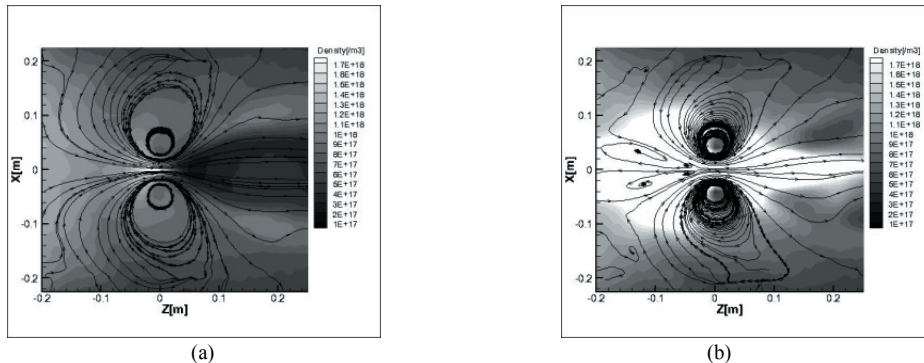 Density[/m3]
0.2
0.1
0
-0.1
-0.2
X[m]
1.7E+18
1.6E+18
1.5E+18
1.4E+18
1.3E+18
1.2E+18
1.1E+18
1E+18
9E+17
8E+17
7E+17
6E+17
5E+17
4E+17
3E+17
2E+17
1E+17
-0.2
-0.1
0
0.1
0.2
Z[m]
(a)
Density[/m3]
0.2
0.1
0
-0.1
-0.2
X[m]
1.7E+18
1.6E+18
1.5E+18
1.4E+18
1.3E+18
1.2E+18
1.1E+18
1E+18
9E+17
8E+17
7E+17
6E+17
5E+17
4E+17
3E+17
2E+17
1E+17
-0.2
-0.1
0
0.1
0.2
Z[m]
(b)